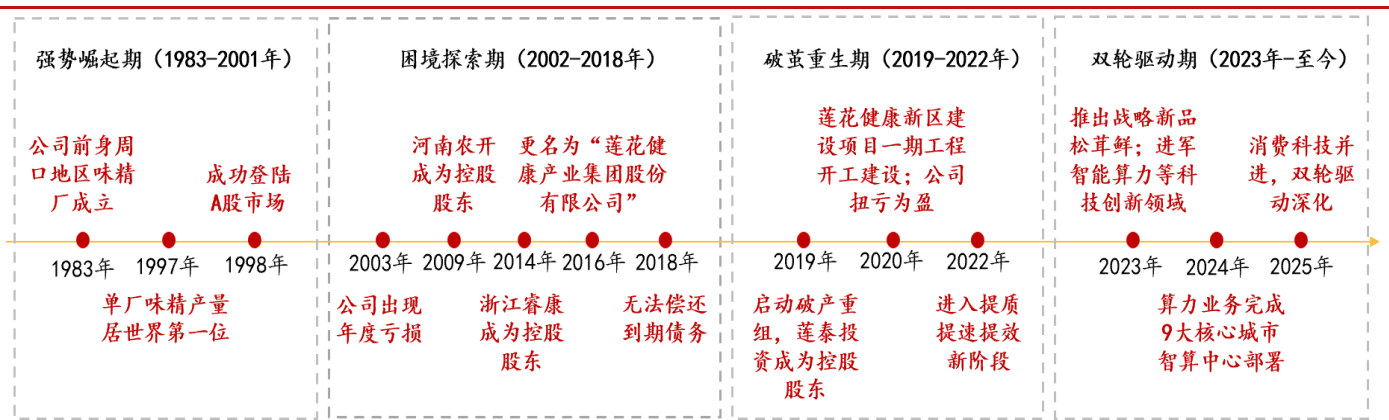 强势崛起期（1983-2001年）
公司前身周
口地区味精
厂成立
成功登陆
A股市场
1983年
1997年
1998年
单厂味精产量
居世界第一位
困境探索期（2002-2018年）
河南农开
成为控股
股东
更名为“莲花健
康产业集团股份
有限公司”
2003年
2009年
2014年
2016年
2018年
公司出现
年度亏损
浙江睿康
成为控股
股东
无法偿还
到期债务
破茧重生期（2019-2022年）
莲花健康新区建
设项目一期工程
开工建设；公司
扭亏为盈
2019年
2020年
2022年
启动破产重
组，莲泰投
资成为控股
股东
进入提质
提速提效
新阶段
双轮驱动期（2023年-至今）
推出战略新品
松茸鲜；进军
智能算力等科
技创新领域
消费科技并
进，双轮驱
动深化
2023年
2024年
2025年
算力业务完成
9大核心城市
智算中心部署